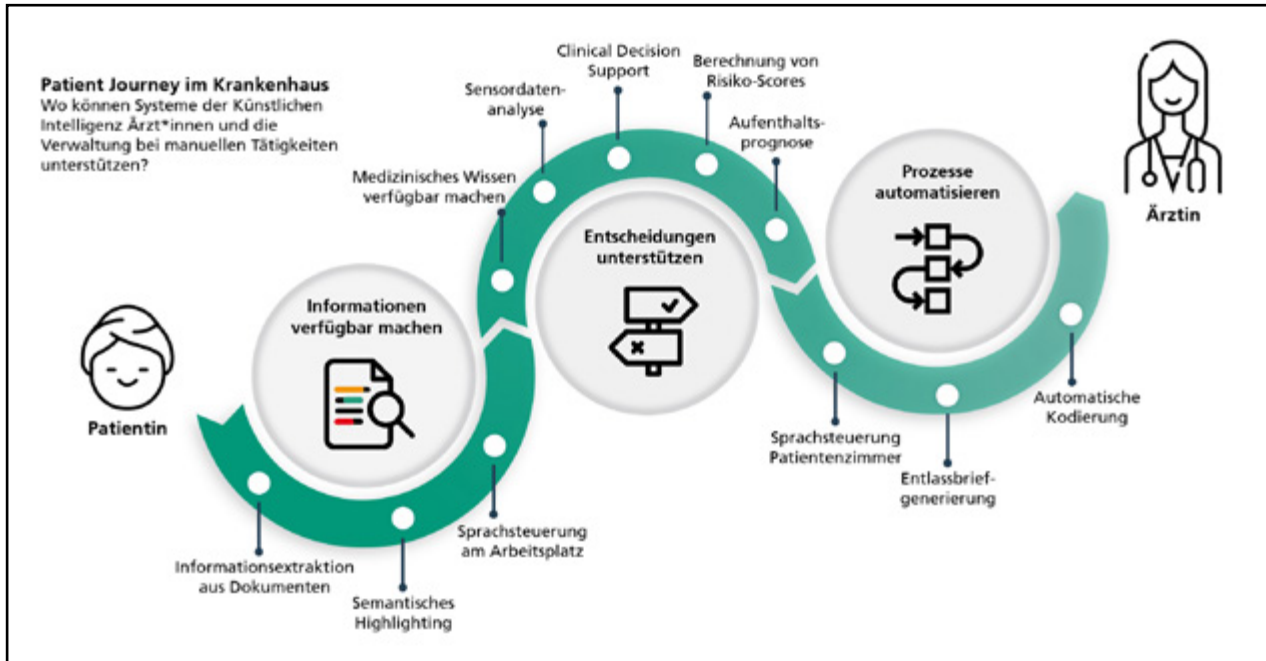 Patient Journey im Krankenhaus
Wo können Systeme der Künstlichen
Intelligenz Ärzt*innen und die
Verwaltung bei manuellen Tätigkeiten
unterstützen?
Patientin
Informationen
verfügbar machen
Informationsextraktion
aus Dokumenten
Semantisches
Highlighting
Sprachsteuerung
am Arbeitsplatz
Entscheidungen
unterstützen
Medizinisches Wissen
verfügbar machen
Sensordaten-
analyse
Clinical Decision
Support
Berechnung von
Risiko-Scores
Aufenthalts-
prognose
Prozesse
automatisieren
Sprachsteuerung
Patientenzimmer
Entlassbrief-
generierung
Automatische
Kodierung
Ärztin